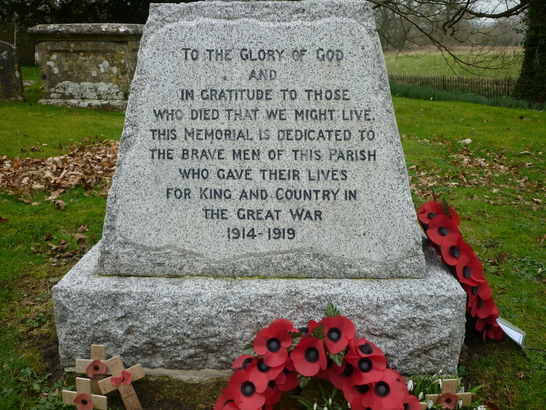 To the Glory of God
and
in gratitude to those
who died that we might live.
This Memorial is dedicated to
the brave men of this Parish
who gave their lives
for King and Country in
the Great War
1914-1919